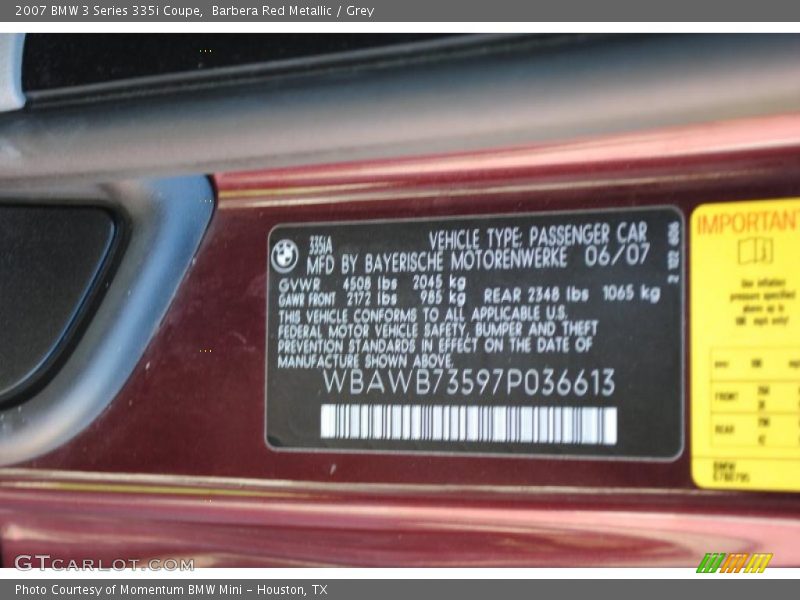 2007 BMW 3 Series 335i Coupe, Barbera Red Metallic / Grey
335IA
VEHICLE TYPE, PASSENGER CAR
MFD BY BAYERISCHE MOTORENWERKE 06/07
GVWR 4508 lbs 2045 kg
GAWR FRONT 2172 lbs 985 kg REAR 2348 lbs 1065 kg
THIS VEHICLE CONFORMS TO ALL APPLICABLE U.S.
FEDERAL MOTOR VEHICLE SAFETY, BUMPER AND THEFT
PREVENTION STANDARDS IN EFFECT ON THE DATE OF
MANUFACTURE SHOWN ABOVE.
WBAWB73597P036613
IMPORTANT
FRONT
REAR
BMW
GTcarlot.com
Photo Courtesy of Momentum BMW Mini - Houston, TX